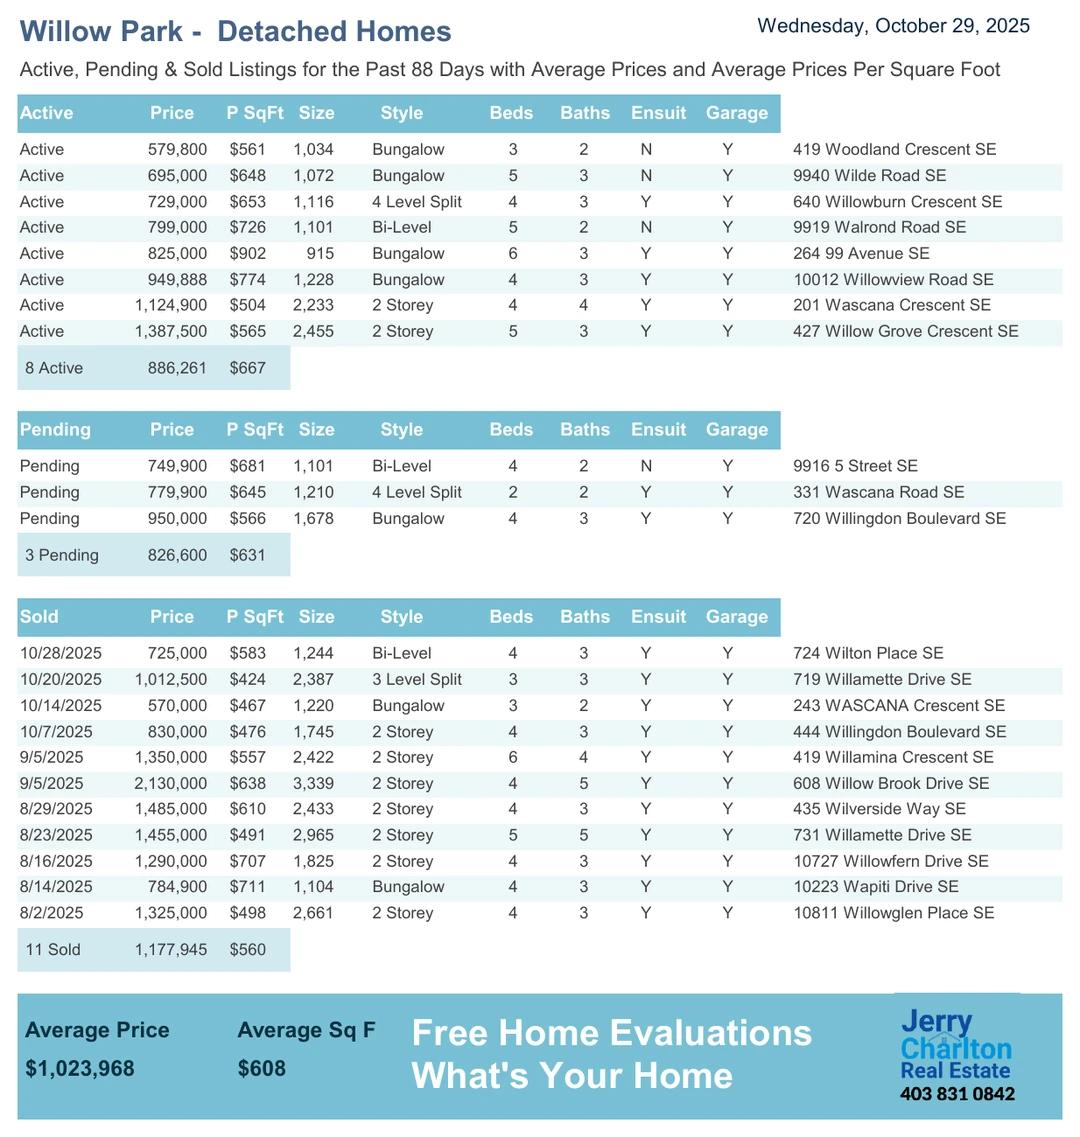 Willow Park -  Detached Homes
Wednesday, October 29, 2025
Active, Pending & Sold Listings for the Past 88 Days with Average Prices and Average Prices Per Square Foot
Active Price P SqFt Size Style Beds Baths Ensuit Garage
Active 579,800 $561 1,034 Bungalow 3 2 N Y 419 Woodland Crescent SE
Active 695,000 $648 1,072 Bungalow 5 3 N Y 9940 Wilde Road SE
Active 729,000 $653 1,116 4 Level Split 4 3 Y Y 640 Willowburn Crescent SE
Active 799,000 $726 1,101 Bi-Level 5 2 N Y 9919 Walrond Road SE
Active 825,000 $902 915 Bungalow 6 3 Y Y 264 99 Avenue SE
Active 949,888 $774 1,228 Bungalow 4 3 Y Y 10012 Willowview Road SE
Active 1,124,900 $504 2,233 2 Storey 4 4 Y Y 201 Wascana Crescent SE
Active 1,387,500 $565 2,455 2 Storey 5 3 Y Y 427 Willow Grove Crescent SE
8 Active 886,261 $667
Pending Price P SqFt Size Style Beds Baths Ensuit Garage
Pending 749,900 $681 1,101 Bi-Level 4 2 N Y 9916 5 Street SE
Pending 779,900 $645 1,210 4 Level Split 2 2 Y Y 331 Wascana Road SE
Pending 950,000 $566 1,678 Bungalow 4 3 Y Y 720 Willingdon Boulevard SE
3 Pending 826,600 $631
Sold Price P SqFt Size Style Beds Baths Ensuit Garage
10/28/2025 725,000 $583 1,244 Bi-Level 4 3 Y Y 724 Wilton Place SE
10/20/2025 1,012,500 $424 2,387 3 Level Split 3 3 Y Y 719 Willamette Drive SE
10/14/2025 570,000 $467 1,220 Bungalow 3 2 Y Y 243 WASCANA Crescent SE
10/7/2025 830,000 $476 1,745 2 Storey 4 3 Y Y 444 Willingdon Boulevard SE
9/5/2025 1,350,000 $557 2,422 2 Storey 6 4 Y Y 419 Willamina Crescent SE
9/5/2025 2,130,000 $638 3,339 2 Storey 4 5 Y Y 608 Willow Brook Drive SE
8/29/2025 1,485,000 $610 2,433 2 Storey 4 3 Y Y 435 Wilverside Way SE
8/23/2025 1,455,000 $491 2,965 2 Storey 5 5 Y Y 731 Willamette Drive SE
8/16/2025 1,290,000 $707 1,825 2 Storey 4 3 Y Y 10727 Willowfern Drive SE
8/14/2025 784,900 $711 1,104 Bungalow 4 3 Y Y 10223 Wapiti Drive SE
8/2/2025 1,325,000 $498 2,661 2 Storey 4 3 Y Y 10811 Willowglen Place SE
11 Sold 1,177,945 $560
Average Price Average Sq F
$1,023,968 $608
Free Home Evaluations
What's Your Home
Jerry
Charlton
Real Estate
403 831 0842